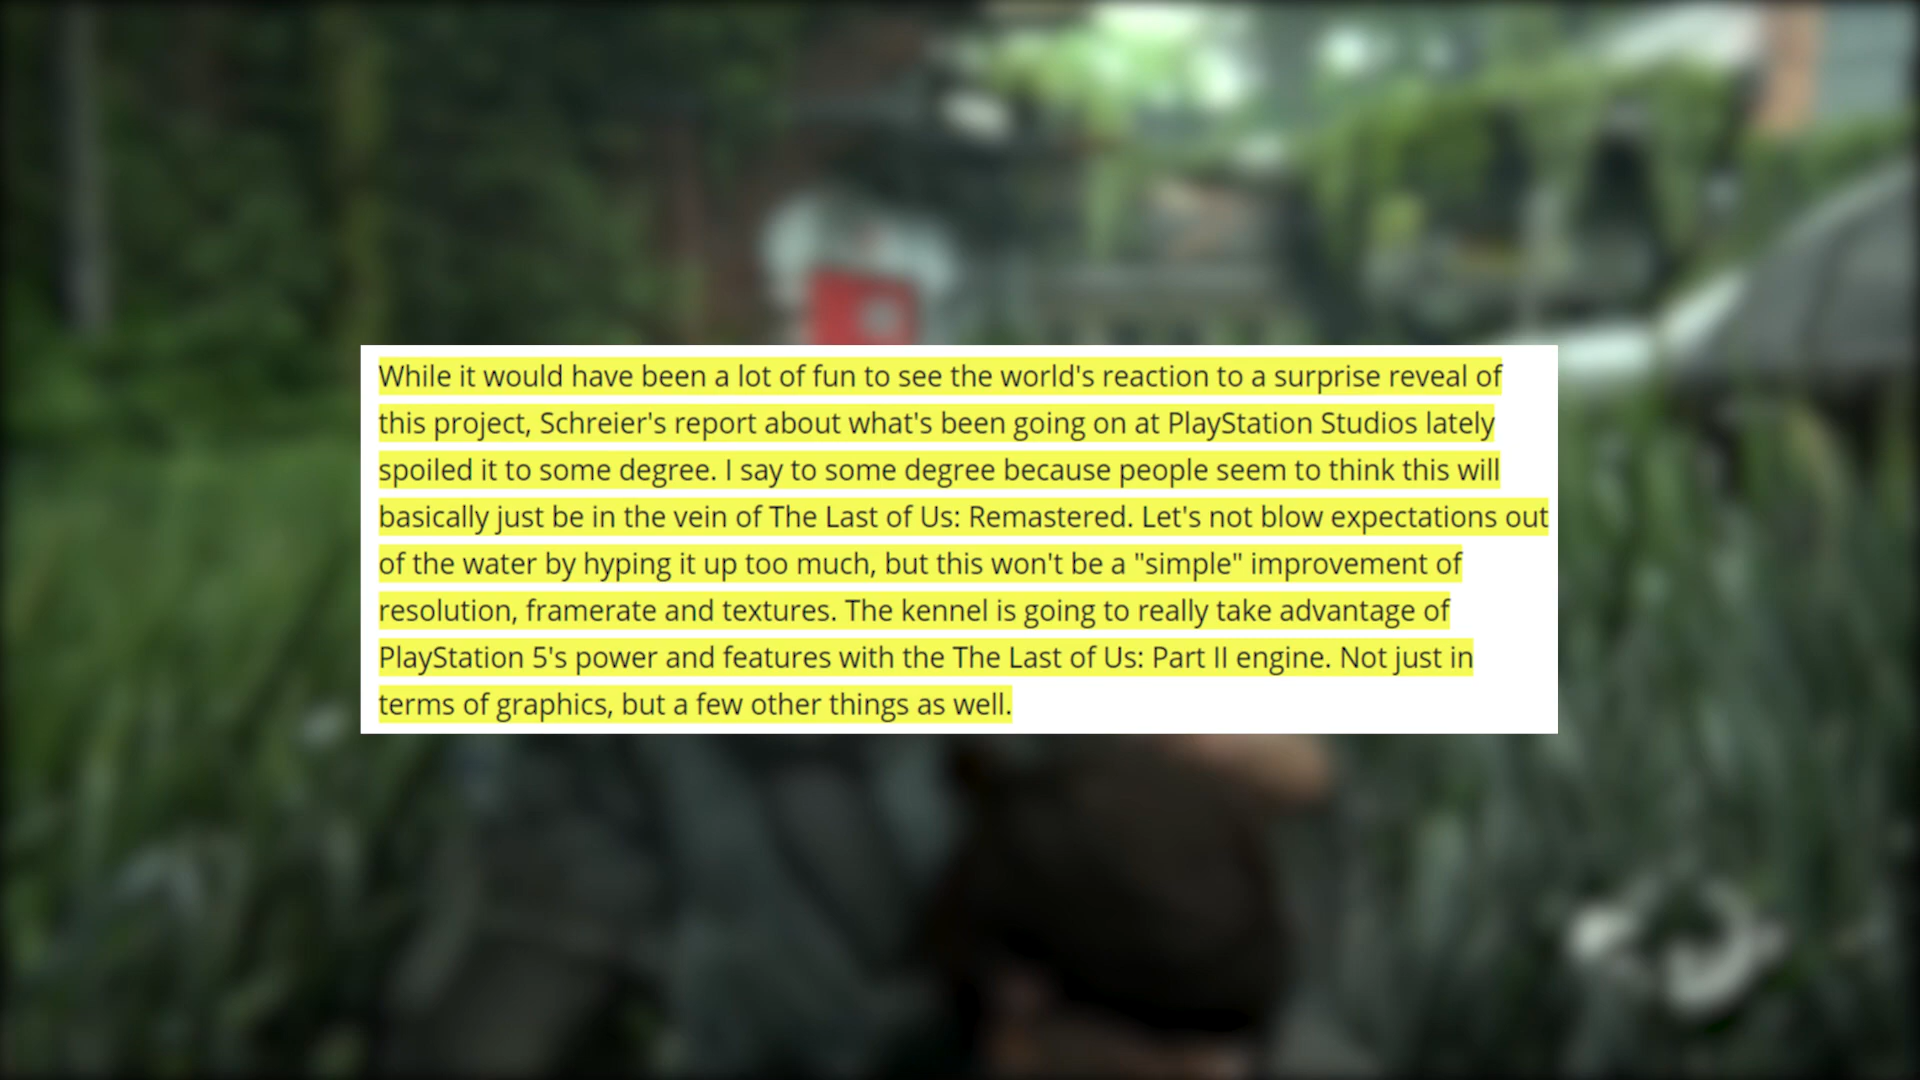 While it would have been a lot of fun to see the world's reaction to a surprise reveal of
this project, Schreier's report about what's been going on at PlayStation Studios lately
spoiled it to some degree. I say to some degree because people seem to think this will
basically just be in the vein of The Last of Us: Remastered. Let's not blow expectations out
of the water by hyping it up too much, but this won't be a "simple" improvement of
resolution, framerate and textures. The kennel is going to really take advantage of
PlayStation 5's power and features with the The Last of Us: Part II engine. Not just in
terms of graphics, but a few other things as well.